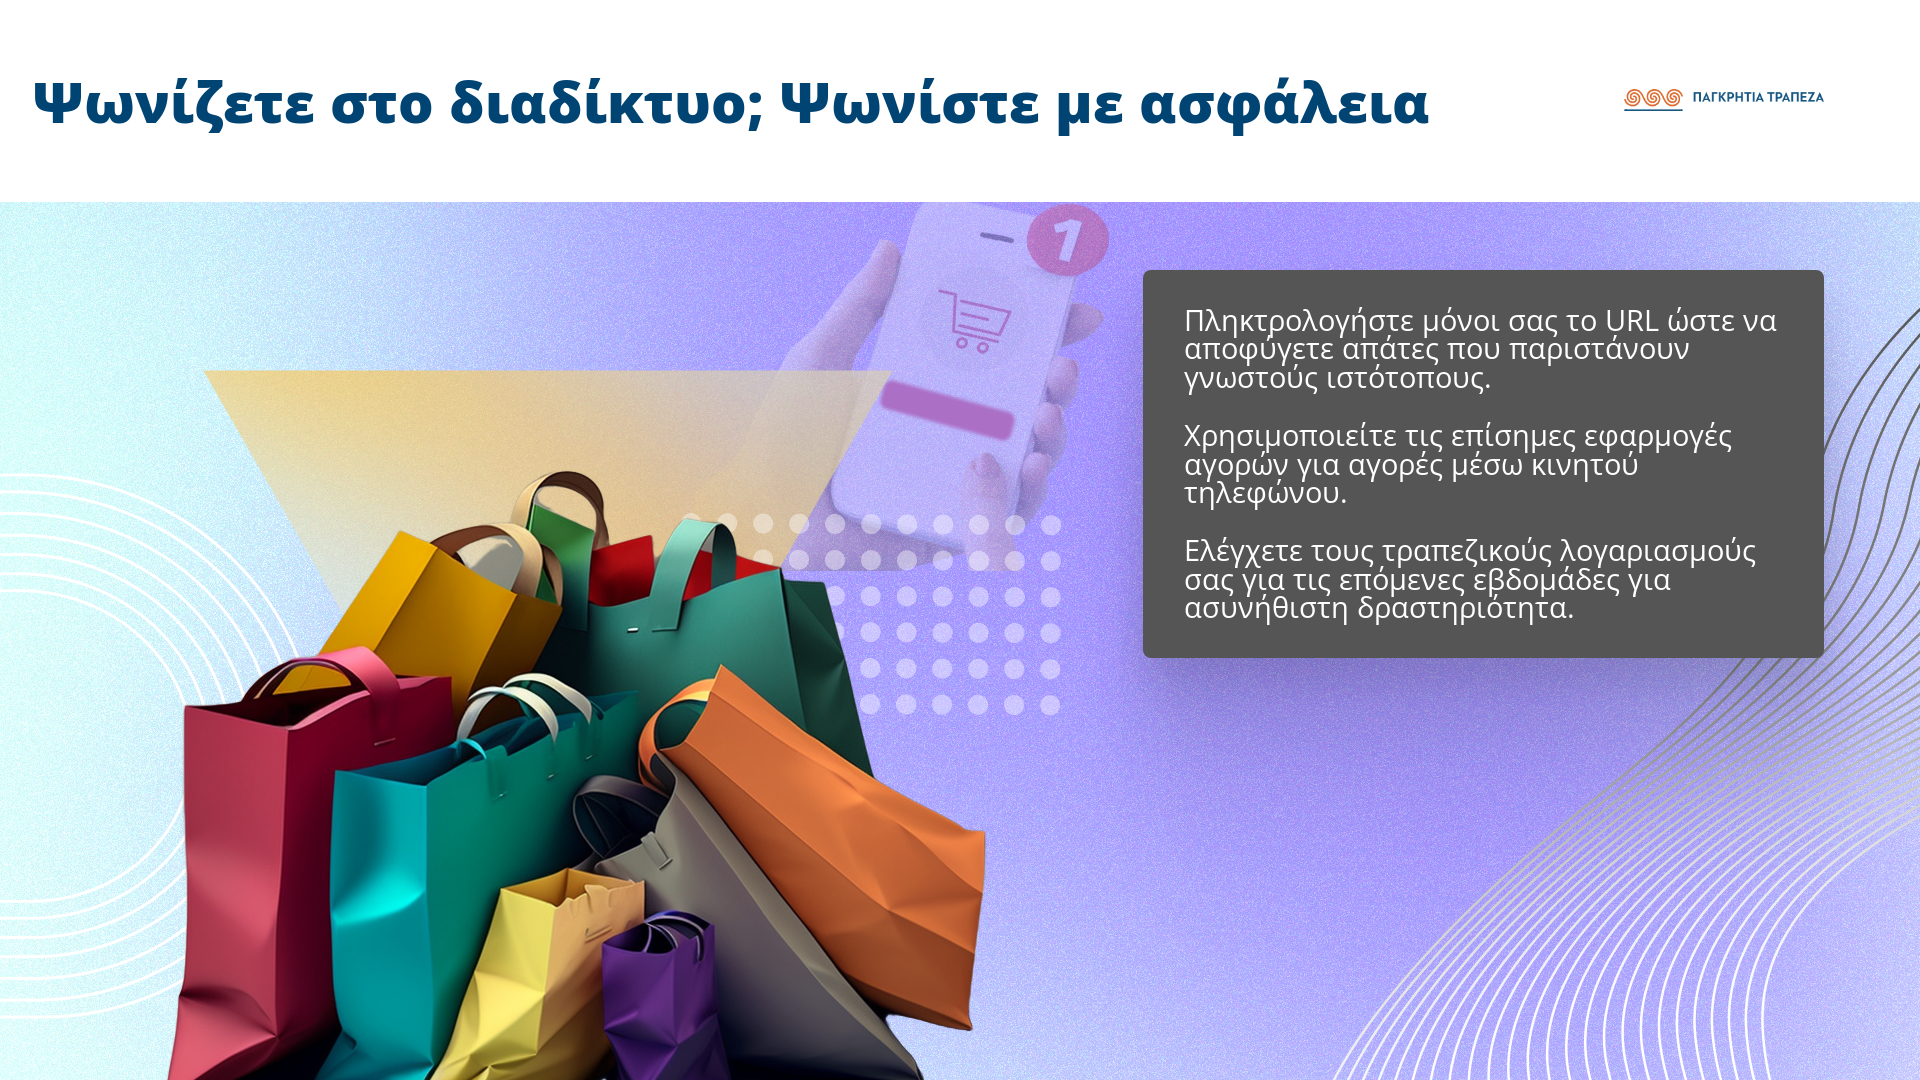 Ψωνίζετε στο διαδίκτυο; Ψωνίστε με ασφάλεια
ΠΑΓΚΡΗΤΙΑ ΤΡΑΠΕΖΑ
1
Πληκτρολογήστε μόνοι σας το URL ώστε να
αποφύγετε απάτες που παριστάνουν
γνωστούς ιστότοπους.
Χρησιμοποιείτε τις επίσημες εφαρμογές
αγορών για αγορές μέσω κινητού
τηλεφώνου.
Ελέγχετε τους τραπεζικούς λογαριασμούς
σας για τις επόμενες εβδομάδες για
ασυνήθιστη δραστηριότητα.